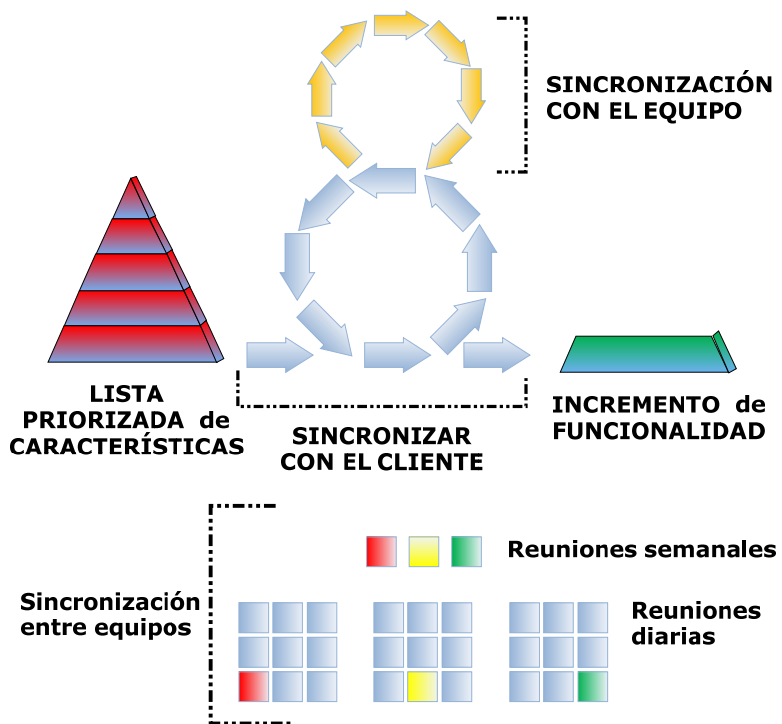 SINCRONIZACIÓN
CON EL EQUIPO
LISTA
PRIORIZADA de
CARACTERÍSTICAS
SINCRONIZAR
CON EL CLIENTE
INCREMENTO de
FUNCIONALIDAD
Reuniones semanales
Sincronización
entre equipos
Reuniones
diarias